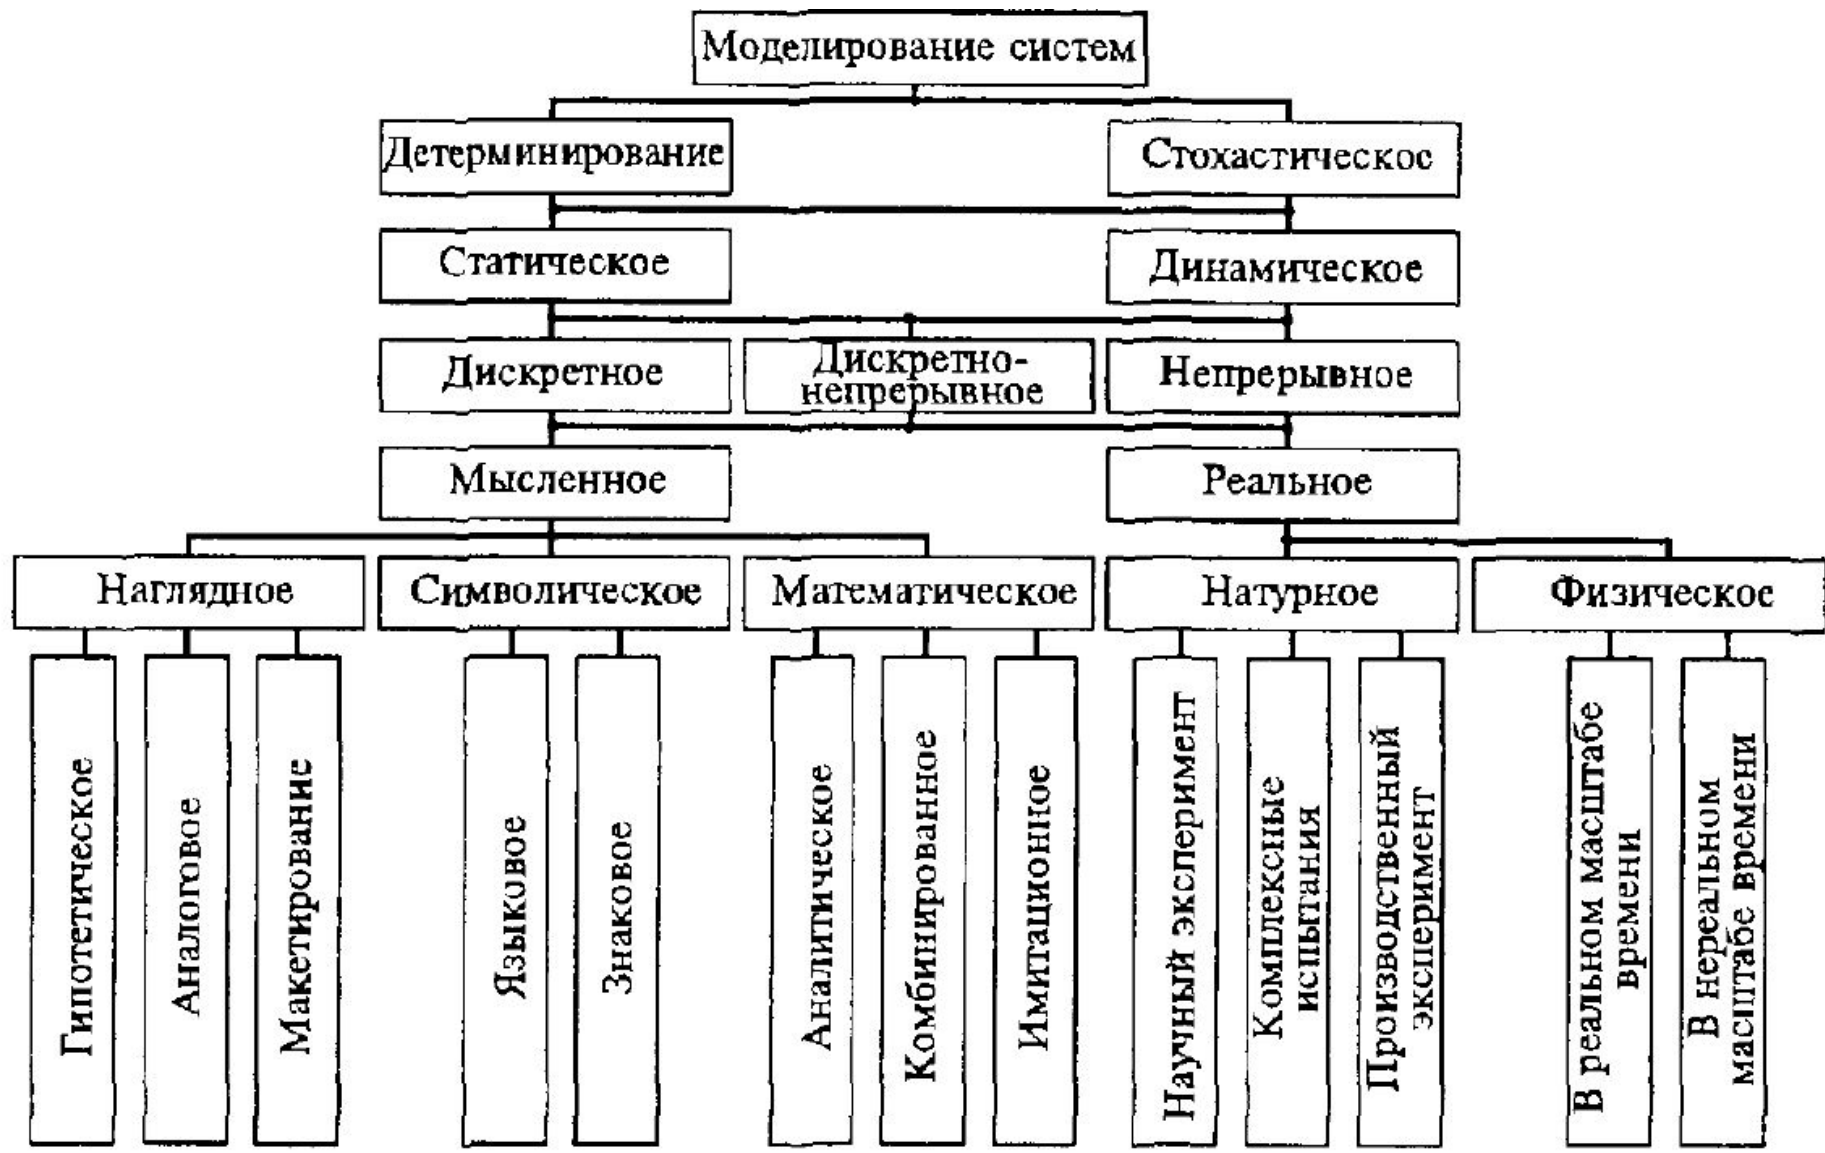 Моделирование систем
Детерминирование
Стохастическое
Статическое
Динамическое
Дискретное
Дискретно-
непрерывное
Непрерывное
Мысленное
Реальное
Наглядное
Символическое
Математическое
Натурное
Физическое
Гипотетическое
Аналоговое
Макетирование
Языковое
Знаковое
Аналитическое
Комбинированное
Имитационное
Научный эксперимент
Комплексные
испытания
Производственный
эксперимент
В реальном масштабе
времени
В нереальном
масштабе времени